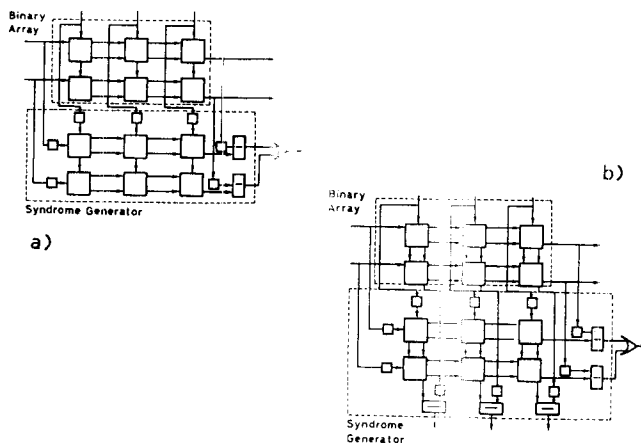 Binary
Array
Syndrome Generator
a)
b)
Binary
Array
Syndrome
Generator